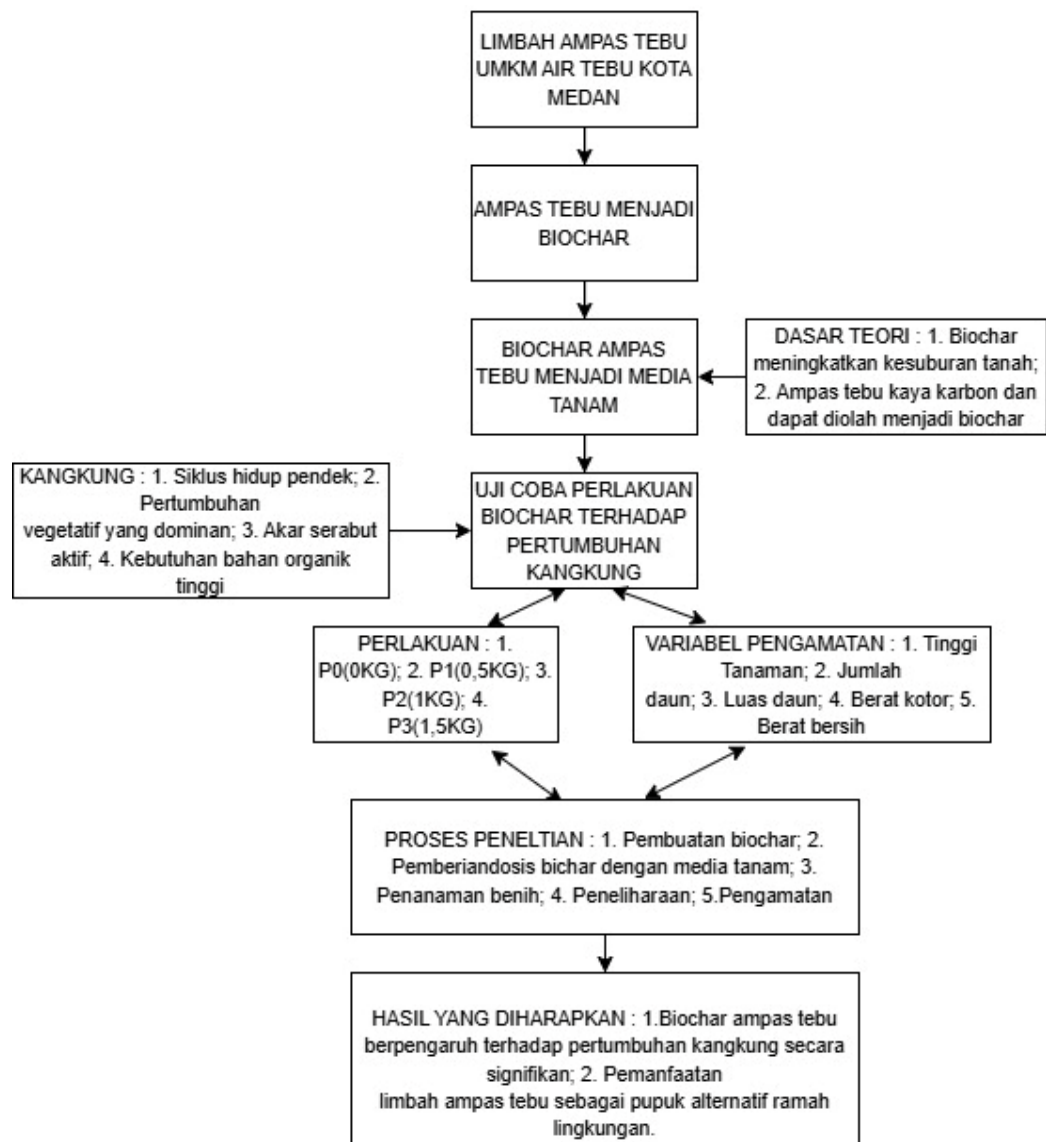 LIMBAH AMPAS TEBU
UMKM AIR TEBU KOTA
MEDAN
AMPAS TEBU MENJADI
BIOCHAR
BIOCHAR AMPAS
TEBU MENJADI MEDIA
TANAM
DASAR TEORI : 1. Biochar
meningkatkan kesuburan tanah;
2. Ampas tebu kaya karbon dan
dapat diolah menjadi biochar
KANGKUNG : 1. Siklus hidup pendek; 2.
Pertumbuhan
vegetatif yang dominan; 3. Akar serabut
aktif; 4. Kebutuhan bahan organik
tinggi
UJI COBA PERLAKUAN
BIOCHAR TERHADAP
PERTUMBUHAN
KANGKUNG
PERLAKUAN : 1.
P0(0KG); 2. P1(0,5KG); 3.
P2(1KG); 4.
P3(1,5KG)
VARIABEL PENGAMATAN : 1. Tinggi
Tanaman; 2. Jumlah
daun; 3. Luas daun; 4. Berat kotor; 5.
Berat bersih
PROSES PENELTIAN : 1. Pembuatan biochar; 2.
Pemberiandosis bichar dengan media tanam; 3.
Penanaman benih; 4. Peneliharaan; 5.Pengamatan
HASIL YANG DIHARAPKAN : 1.Biochar ampas tebu
berpengaruh terhadap pertumbuhan kangkung secara
signifikan; 2. Pemanfaatan
limbah ampas tebu sebagai pupuk alternatif ramah
lingkungan.